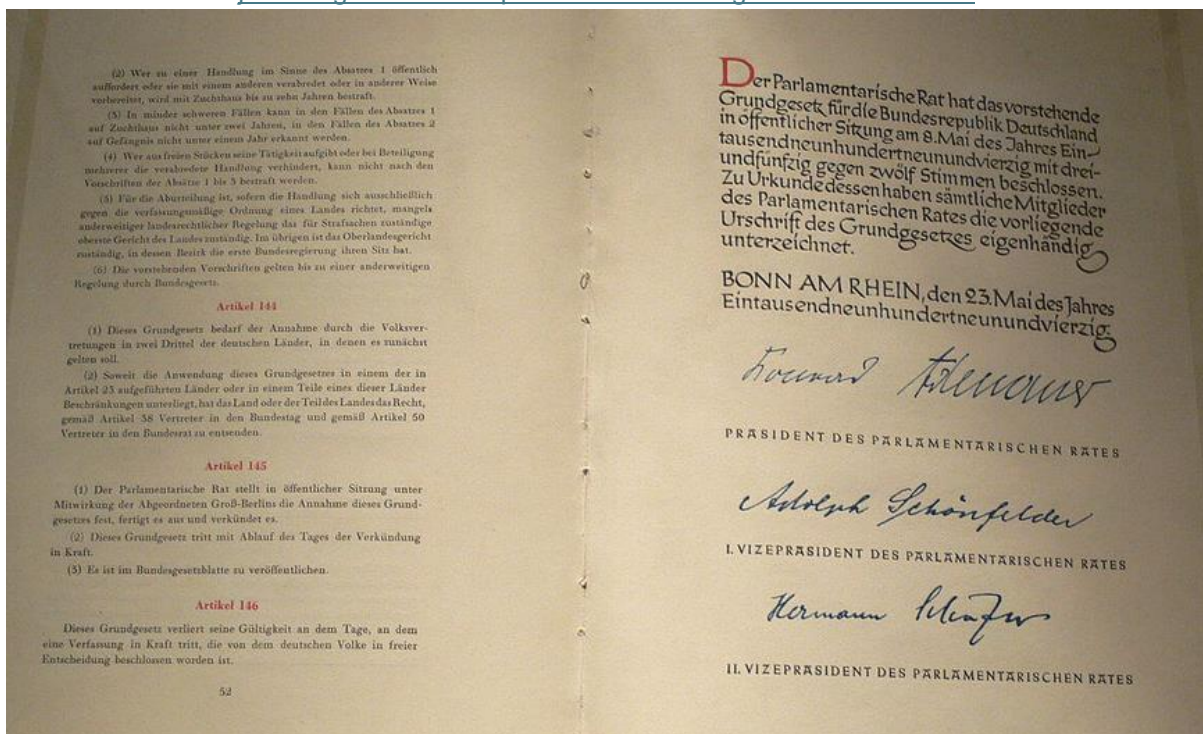 (2) Wer zu einer Handlung im Sinne des Absatzes 1 öffentlich
auffordert oder sie mit einem anderen verabredet oder in anderer Weise
vorbereitet, wird mit Zuchthaus bis zu zehn Jahren bestraft.
(3) In minder schweren Fällen kann in den Fällen des Absatzes 1
auf Zuchthaus nicht unter zwei Jahren, in den Fällen des Absatzes 2
auf Gefängnis nicht unter einem Jahr erkannt werden.
(4) Wer aus freien Stücken seine Tätigkeit aufgibt oder bei Beteiligung
mehrerer die verabredete Handlung verhindert, kann nicht nach den
Vorschriften der Absätze 1 bis 3 bestraft werden.
(5) Für die Aburteilung ist, sofern die Handlung sich ausschließlich
gegen die verfassungsmäßige Ordnung eines Landes richtet, mangels
anderweitiger landesrechtlicher Regelung das für Strafsachen zuständige
oberste Gericht des Landes zuständig. Im übrigen ist das Oberlandesgericht
zuständig, in dessen Bezirk die erste Bundesregierung ihren Sitz hat.
(6) Die vorstehenden Vorschriften gelten bis zu einer anderweitigen
Regelung durch Bundesgesetz.
Artikel 144
(1) Dieses Grundgesetz bedarf der Annahme durch die Volksver-
tretungen in zwei Drittel der deutschen Länder, in denen es zunächst
gelten soll.
(2) Soweit die Anwendung dieses Grundgesetzes in einem der in
Artikel 23 aufgeführten Länder oder in einem Teile eines dieser Länder
Beschränkungen unterliegt, hat das Land oder der Teil des Landes das Recht,
gemäß Artikel 38 Vertreter in den Bundestag und gemäß Artikel 50
Vertreter in den Bundesrat zu entsenden.
Artikel 145
(1) Der Parlamentarische Rat stellt in öffentlicher Sitzung unter
Mitwirkung der Abgeordneten Groß-Berlins die Annahme dieses Grund-
gesetzes fest, fertigt es aus und verkündet es.
(2) Dieses Grundgesetz tritt mit Ablauf des Tages der Verkündung
in Kraft.
(3) Es ist im Bundesgesetzblatte zu veröffentlichen.
Artikel 146
Dieses Grundgesetz verliert seine Gültigkeit an dem Tage, an dem
eine Verfassung in Kraft tritt, die von dem deutschen Volke in freier
Entscheidung beschlossen worden ist.
52
Der Parlamentarische Rat hat das vorstehende
Grundgesetz für die Bundesrepublik Deutschland
in öffentlicher Sitzung am 8. Mai des Jahres Ein-
tausendneunhundertneunundvierzig mit drei-
undfünfzig gegen zwölf Stimmen beschlossen.
Zu Urkunde dessen haben sämtliche Mitglieder
des Parlamentarischen Rates die vorliegende
Urschrift des Grundgesetzes eigenhändig
unterzeichnet.
BONN AM RHEIN, den 23. Mai des Jahres
Eintausendneunhundertneunundvierzig.
Konrad Adenauer
PRÄSIDENT DES PARLAMENTARISCHEN RATES
Adolph Schönfelder
I. VIZEPRÄSIDENT DES PARLAMENTARISCHEN RATES
Hermann Schäfer
II. VIZEPRÄSIDENT DES PARLAMENTARISCHEN RATES